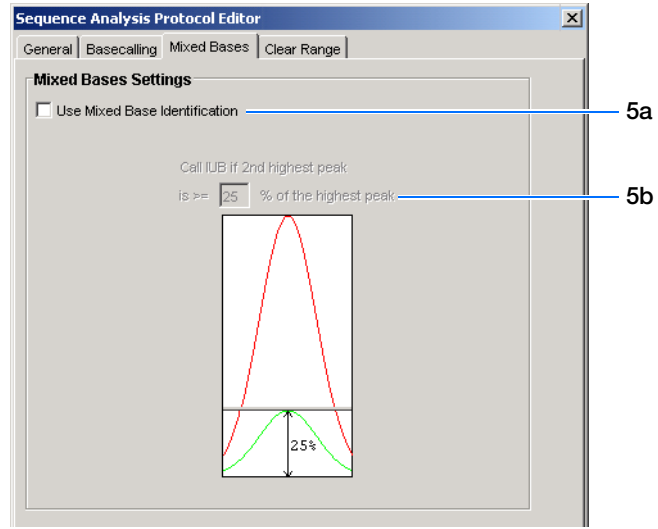 Sequence Analysis Protocol Editor
General Basecalling Mixed Bases Clear Range
Mixed Bases Settings
Use Mixed Base Identification 5a
Call IUB if 2nd highest peak
is >= 25 % of the highest peak 5b
25%